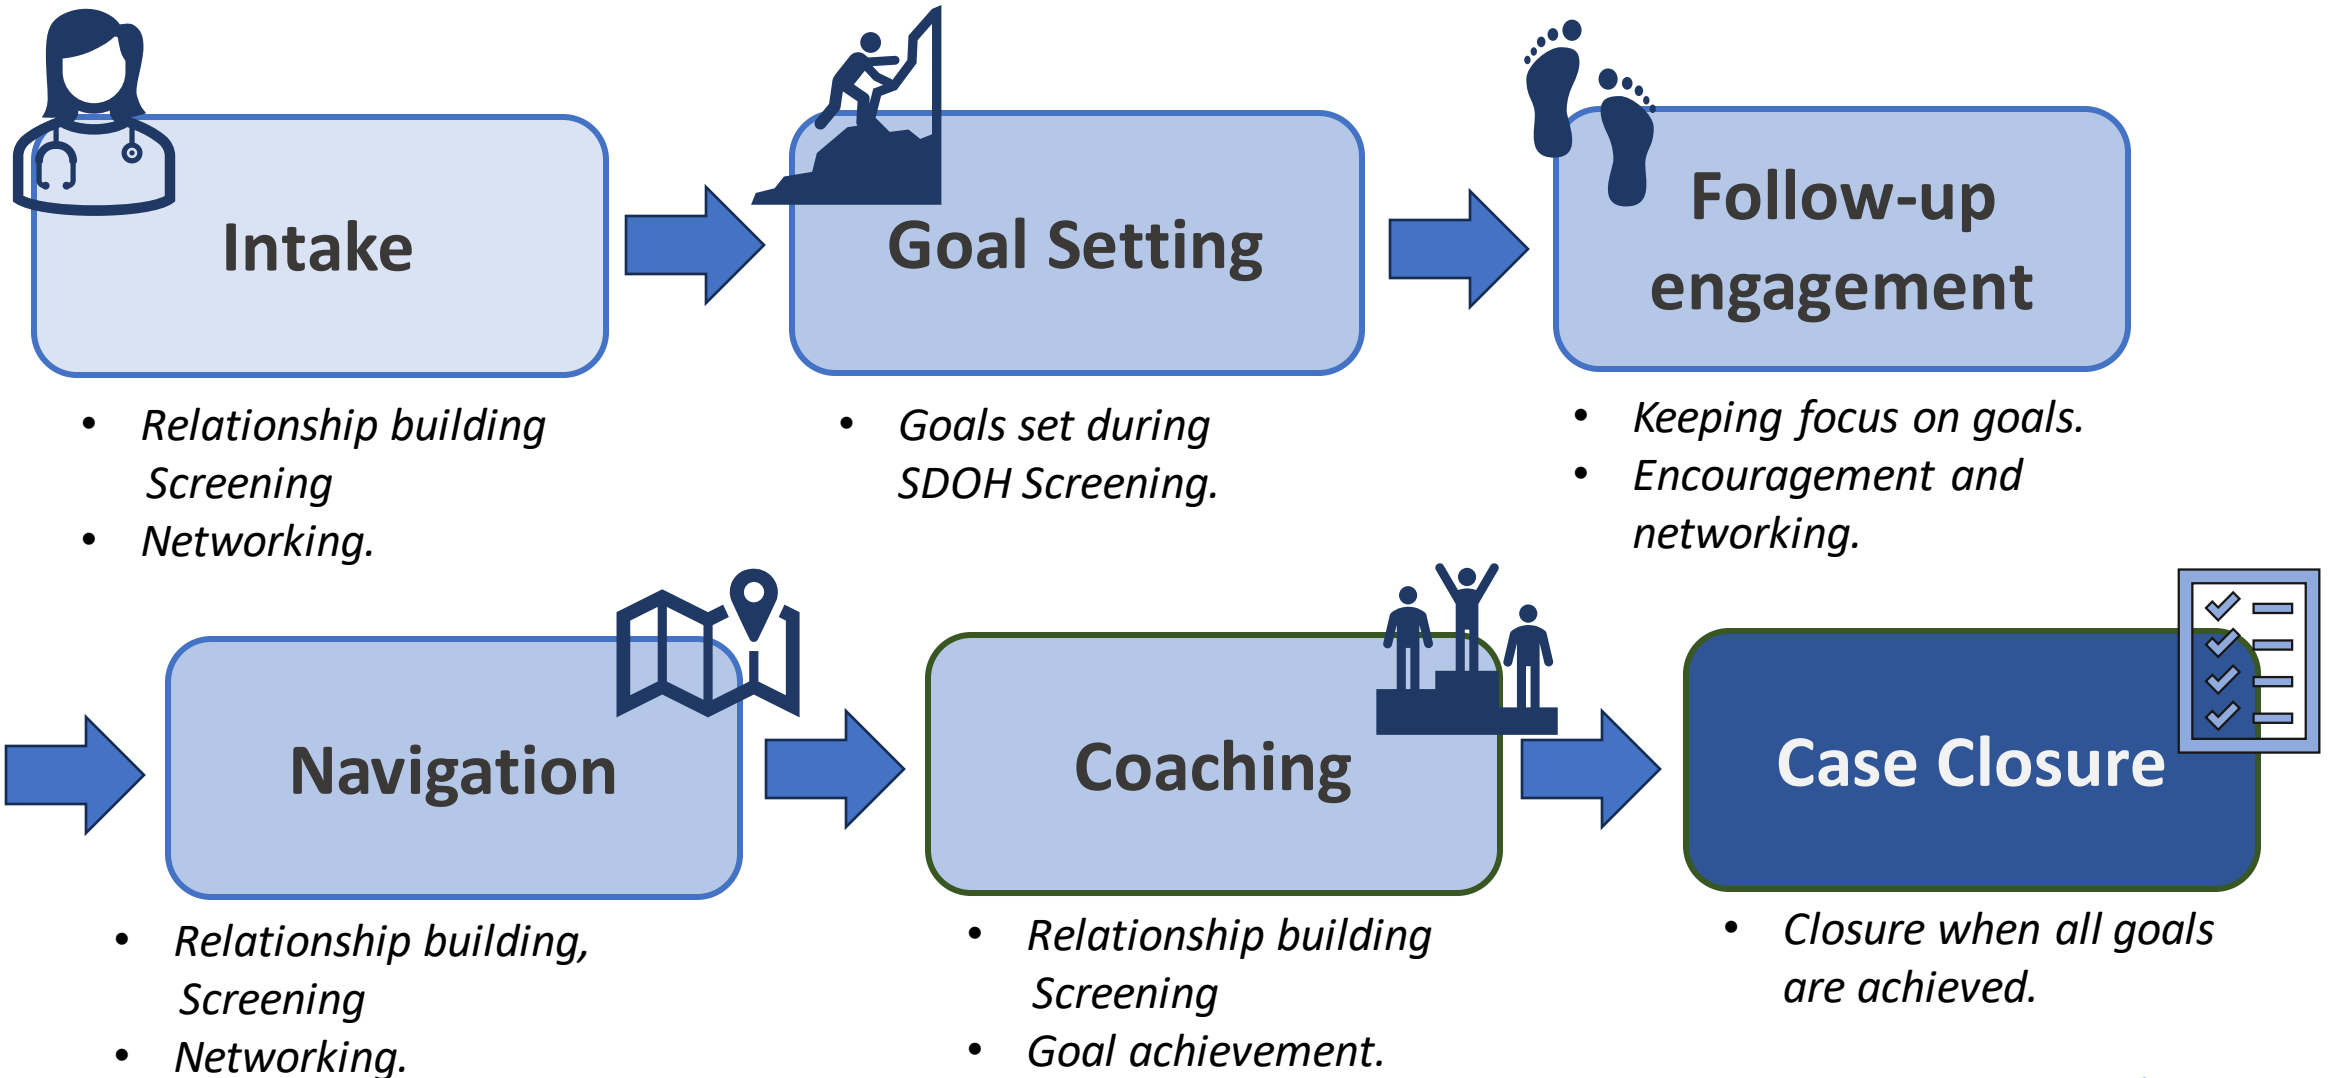 Intake
• Relationship building
Screening
• Networking.
Goal Setting
• Goals set during
SDOH Screening.
Follow-up
engagement
• Keeping focus on goals.
• Encouragement and
networking.
Navigation
• Relationship building,
Screening
• Networking.
Coaching
• Relationship building
Screening
• Goal achievement.
Case Closure
• Closure when all goals
are achieved.